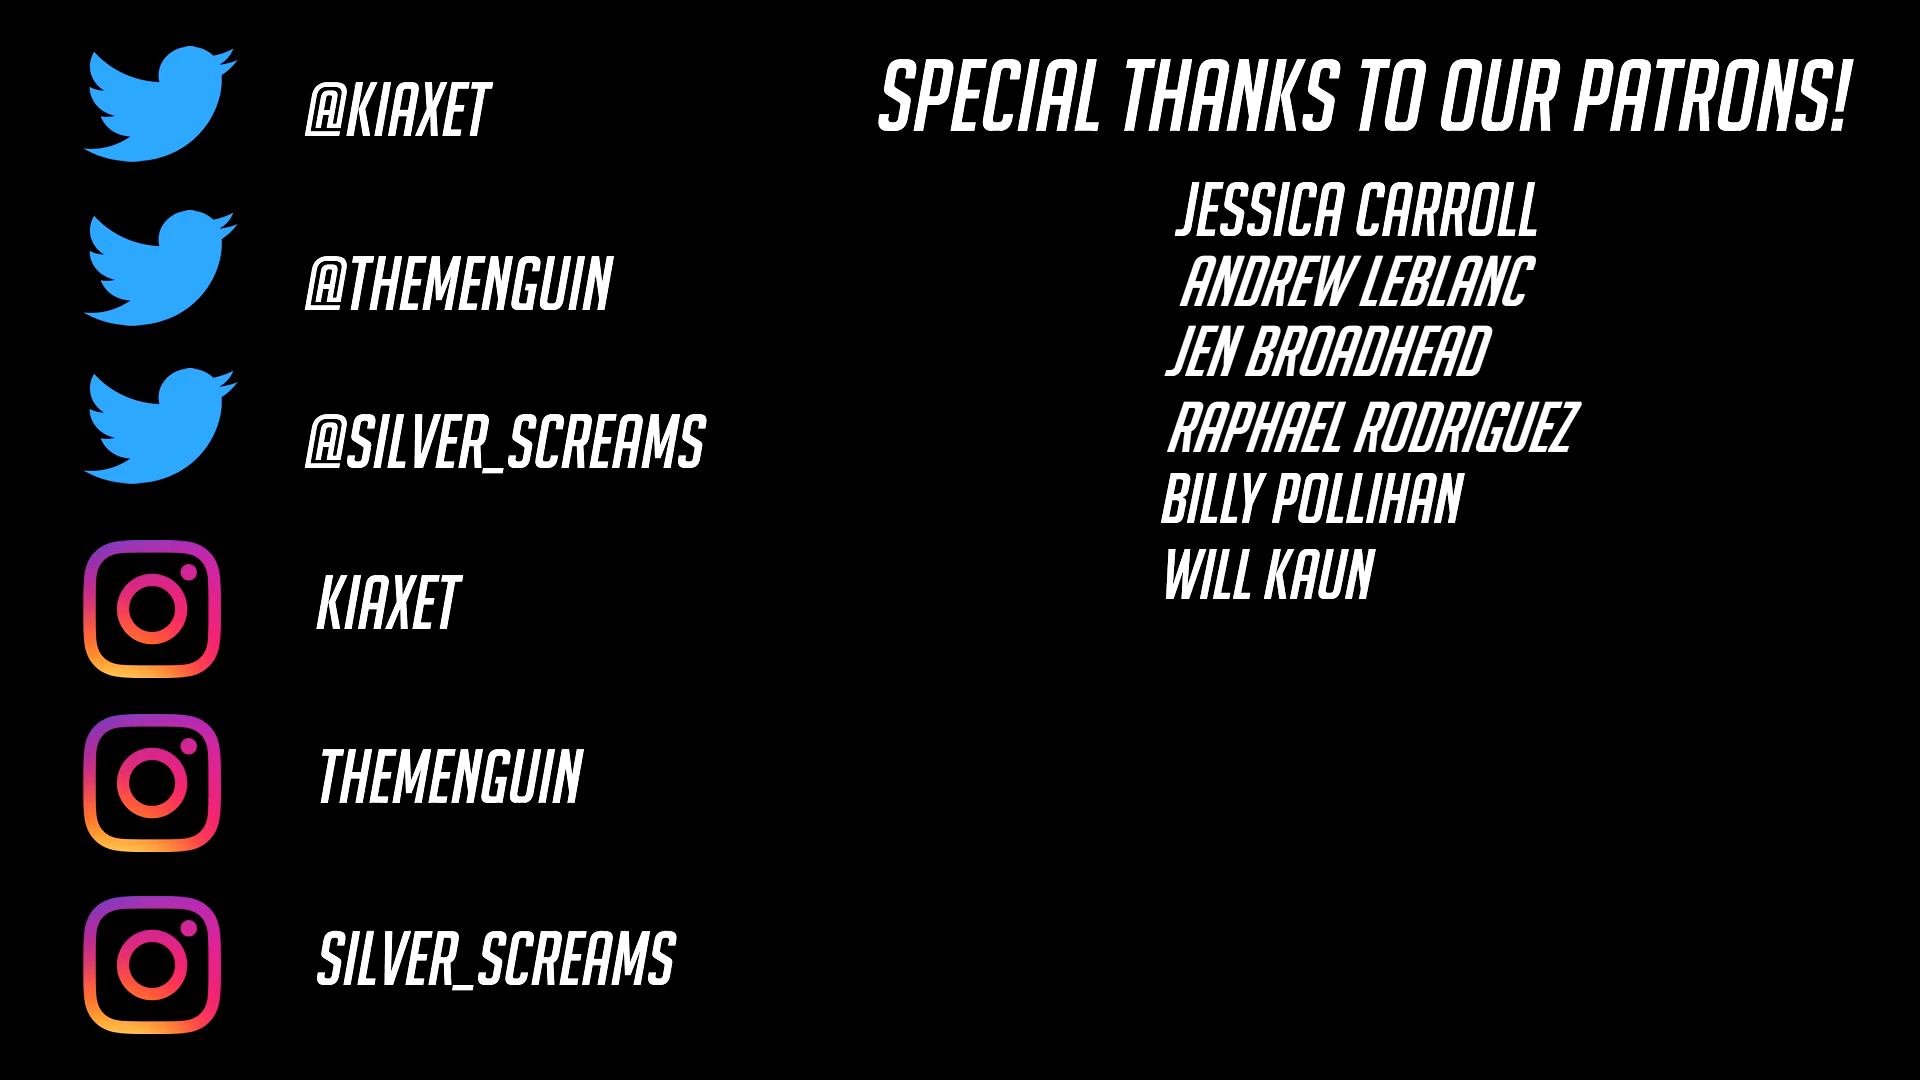 @KIAXET
@THEMENGUIN
@SILVER_SCREAMS
KIAXET
THEMENGUIN
SILVER_SCREAMS
SPECIAL THANKS TO OUR PATRONS!
JESSICA CARROLL
ANDREW LEBLANC
JEN BROADHEAD
RAPHAEL RODRIGUEZ
BILLY POLLIHAN
WILL KAUN